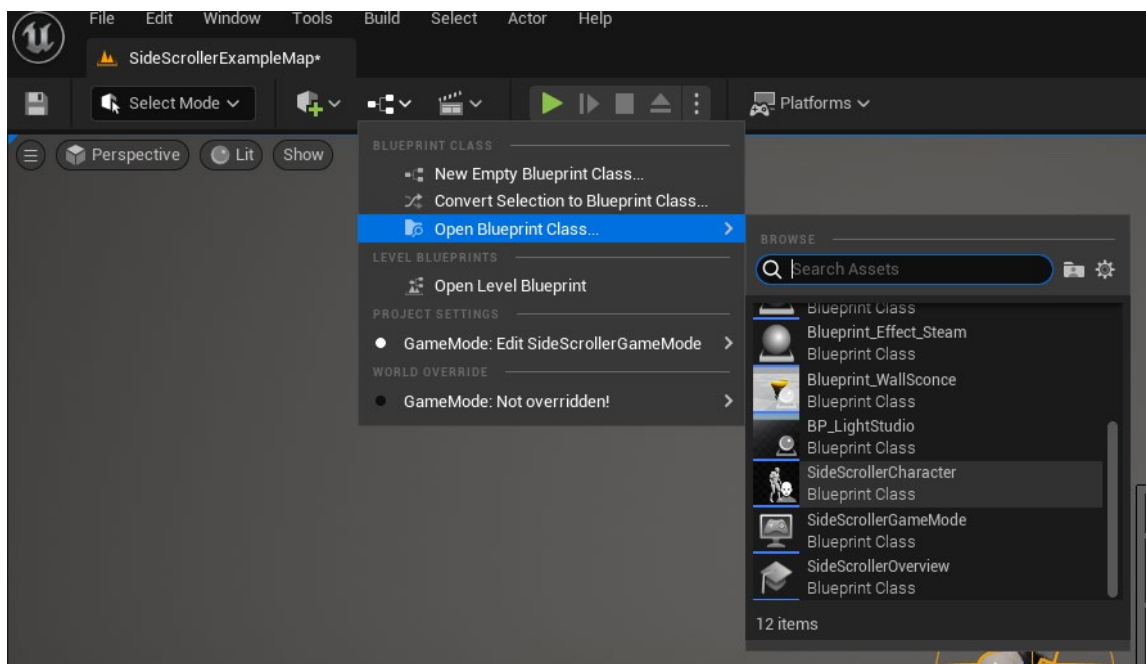 File Edit Window Tools Build Select Actor Help
SideScrollerExampleMap*
Select Mode
Platforms
Perspective Lit Show
BLUEPRINT CLASS
New Empty Blueprint Class...
Convert Selection to Blueprint Class...
Open Blueprint Class...
LEVEL BLUEPRINTS
Open Level Blueprint
PROJECT SETTINGS
GameMode: Edit SideScrollerGameMode
WORLD OVERRIDE
GameMode: Not overridden!
BROWSE
Search Assets
Blueprint Class
Blueprint_Effect_Steam
Blueprint Class
Blueprint_WallSconce
Blueprint Class
BP_LightStudio
Blueprint Class
SideScrollerCharacter
Blueprint Class
SideScrollerGameMode
Blueprint Class
SideScrollerOverview
Blueprint Class
12 items